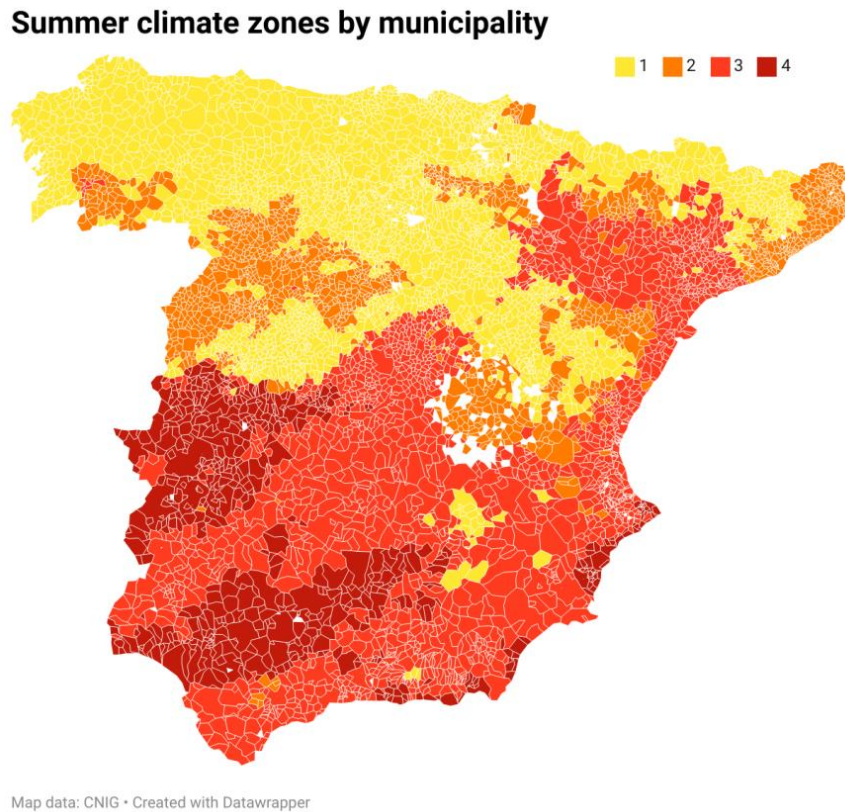 Summer climate zones by municipality
1 2 3 4
Map data: CNIG • Created with Datawrapper